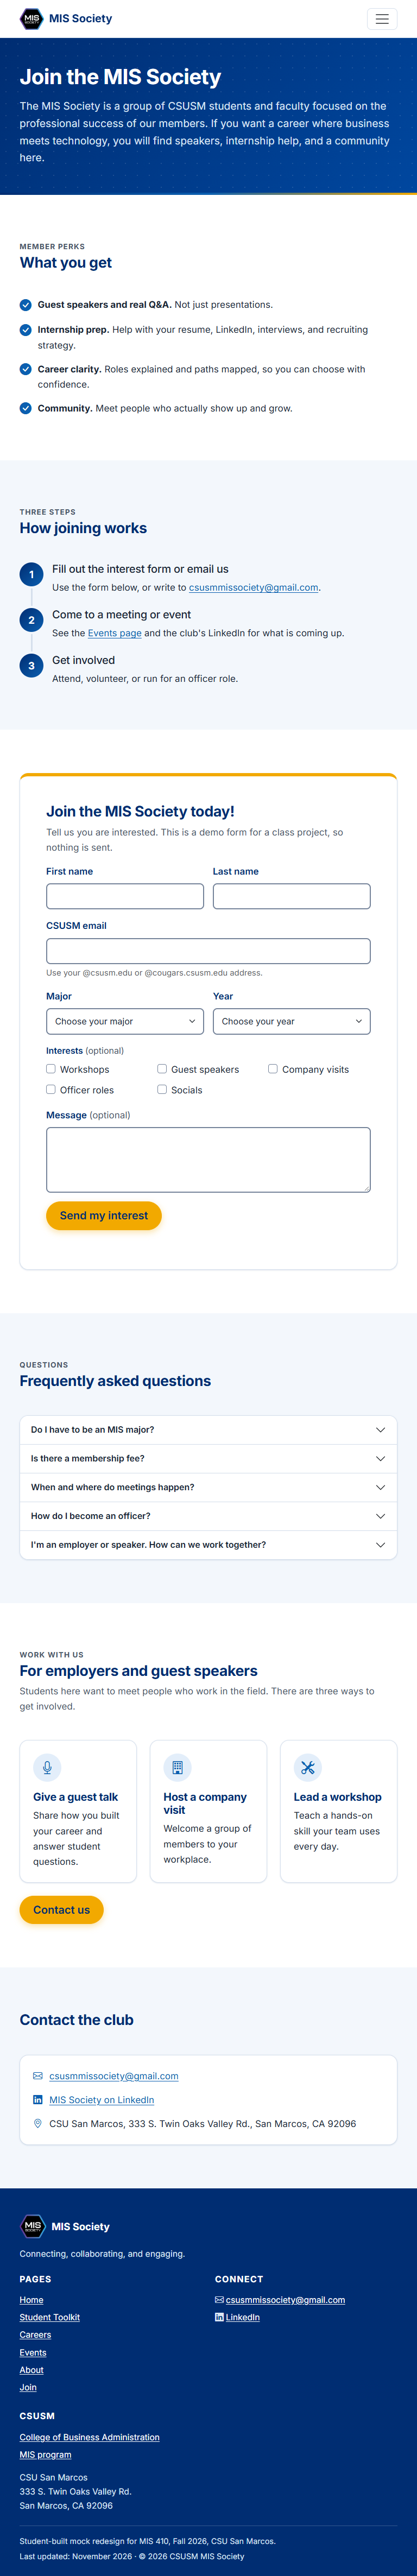 MIS
SOCIETY
MIS Society
Join the MIS Society
The MIS Society is a group of CSUSM students and faculty focused on the
professional success of our members. If you want a career where business
meets technology, you will find speakers, internship help, and a community
here.
MEMBER PERKS
What you get
Guest speakers and real Q&A. Not just presentations.
Internship prep. Help with your resume, LinkedIn, interviews, and recruiting
strategy.
Career clarity. Roles explained and paths mapped, so you can choose with
confidence.
Community. Meet people who actually show up and grow.
THREE STEPS
How joining works
1
Fill out the interest form or email us
Use the form below, or write to csusmmissociety@gmail.com.
2
Come to a meeting or event
See the Events page and the club's LinkedIn for what is coming up.
3
Get involved
Attend, volunteer, or run for an officer role.
Join the MIS Society today!
Tell us you are interested. This is a demo form for a class project, so
nothing is sent.
First name
Last name
CSUSM email
Use your @csusm.edu or @cougars.csusm.edu address.
Major
Year
Choose your major
Choose your year
Interests (optional)
Workshops
Guest speakers
Company visits
Officer roles
Socials
Message (optional)
Send my interest
QUESTIONS
Frequently asked questions
Do I have to be an MIS major?
Is there a membership fee?
When and where do meetings happen?
How do I become an officer?
I'm an employer or speaker. How can we work together?
WORK WITH US
For employers and guest speakers
Students here want to meet people who work in the field. There are three ways to
get involved.
Give a guest talk
Share how you built
your career and
answer student
questions.
Host a company
visit
Welcome a group of
members to your
workplace.
Lead a workshop
Teach a hands-on
skill your team uses
every day.
Contact us
Contact the club
csusmmissociety@gmail.com
MIS Society on LinkedIn
CSU San Marcos, 333 S. Twin Oaks Valley Rd., San Marcos, CA 92096
MIS
SOCIETY
MIS Society
Connecting, collaborating, and engaging.
PAGES
Home
Student Toolkit
Careers
Events
About
Join
CONNECT
csusmmissociety@gmail.com
LinkedIn
CSUSM
College of Business Administration
MIS program
CSU San Marcos
333 S. Twin Oaks Valley Rd.
San Marcos, CA 92096
Student-built mock redesign for MIS 410, Fall 2026, CSU San Marcos.
Last updated: November 2026 · © 2026 CSUSM MIS Society